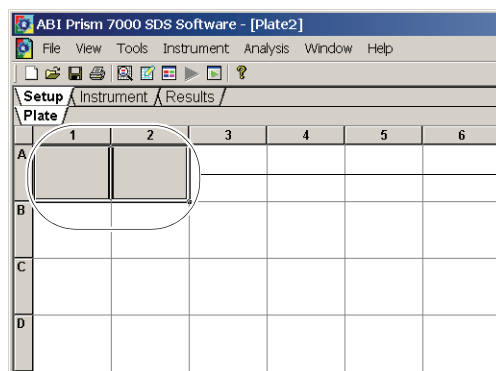 ABI Prism 7000 SDS Software - [Plate2]
File View Tools Instrument Analysis Window Help
Setup Instrument Results
Plate
1 2 3 4 5 6
A
B
C
D